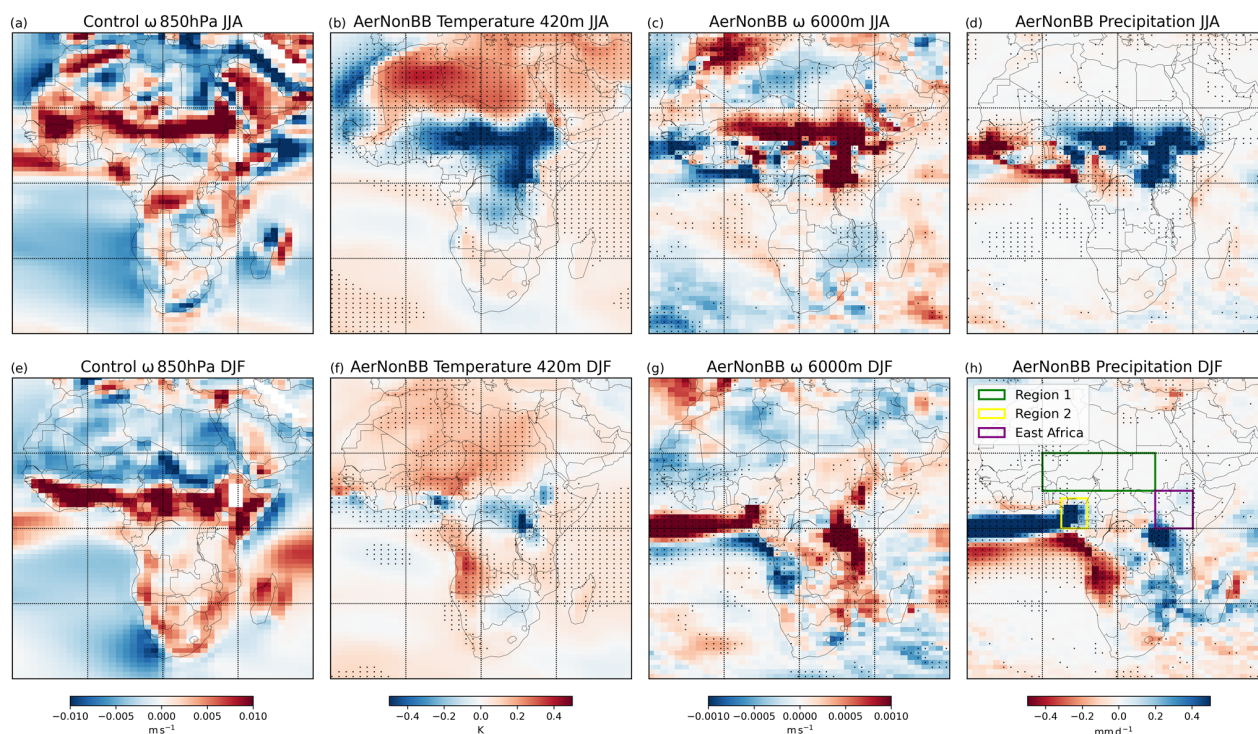 (a) Control ω 850hPa JJA
(b) AerNonBB Temperature 420m JJA
(c) AerNonBB ω 6000m JJA
(d) AerNonBB Precipitation JJA
(e) Control ω 850hPa DJF
(f) AerNonBB Temperature 420m DJF
(g) AerNonBB ω 6000m DJF
(h) AerNonBB Precipitation DJF
Region 1
Region 2
East Africa
−0.010 −0.005 0.000 0.005 0.010
m s⁻¹
−0.4 −0.2 0.0 0.2 0.4
K
−0.0010 −0.0005 0.0000 0.0005 0.0010
m s⁻¹
−0.4 −0.2 0.0 0.2 0.4
mm d⁻¹